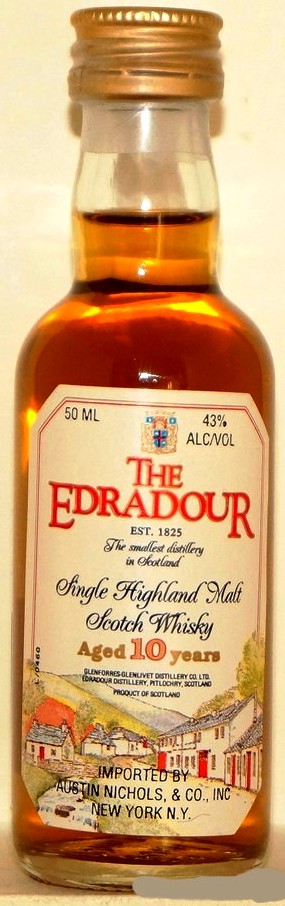 50 ML
43%
ALC/VOL
THE
EDRADOUR
EST. 1825
The smallest distillery
in Scotland
Single Highland Malt
Scotch Whisky
Aged 10 years
GLENFORRES-GLENLIVET DISTILLERY CO. LTD.
EDRADOUR DISTILLERY, PITLOCHRY, SCOTLAND
PRODUCT OF SCOTLAND
IMPORTED BY
AUSTIN NICHOLS, & CO., INC
NEW YORK N.Y.